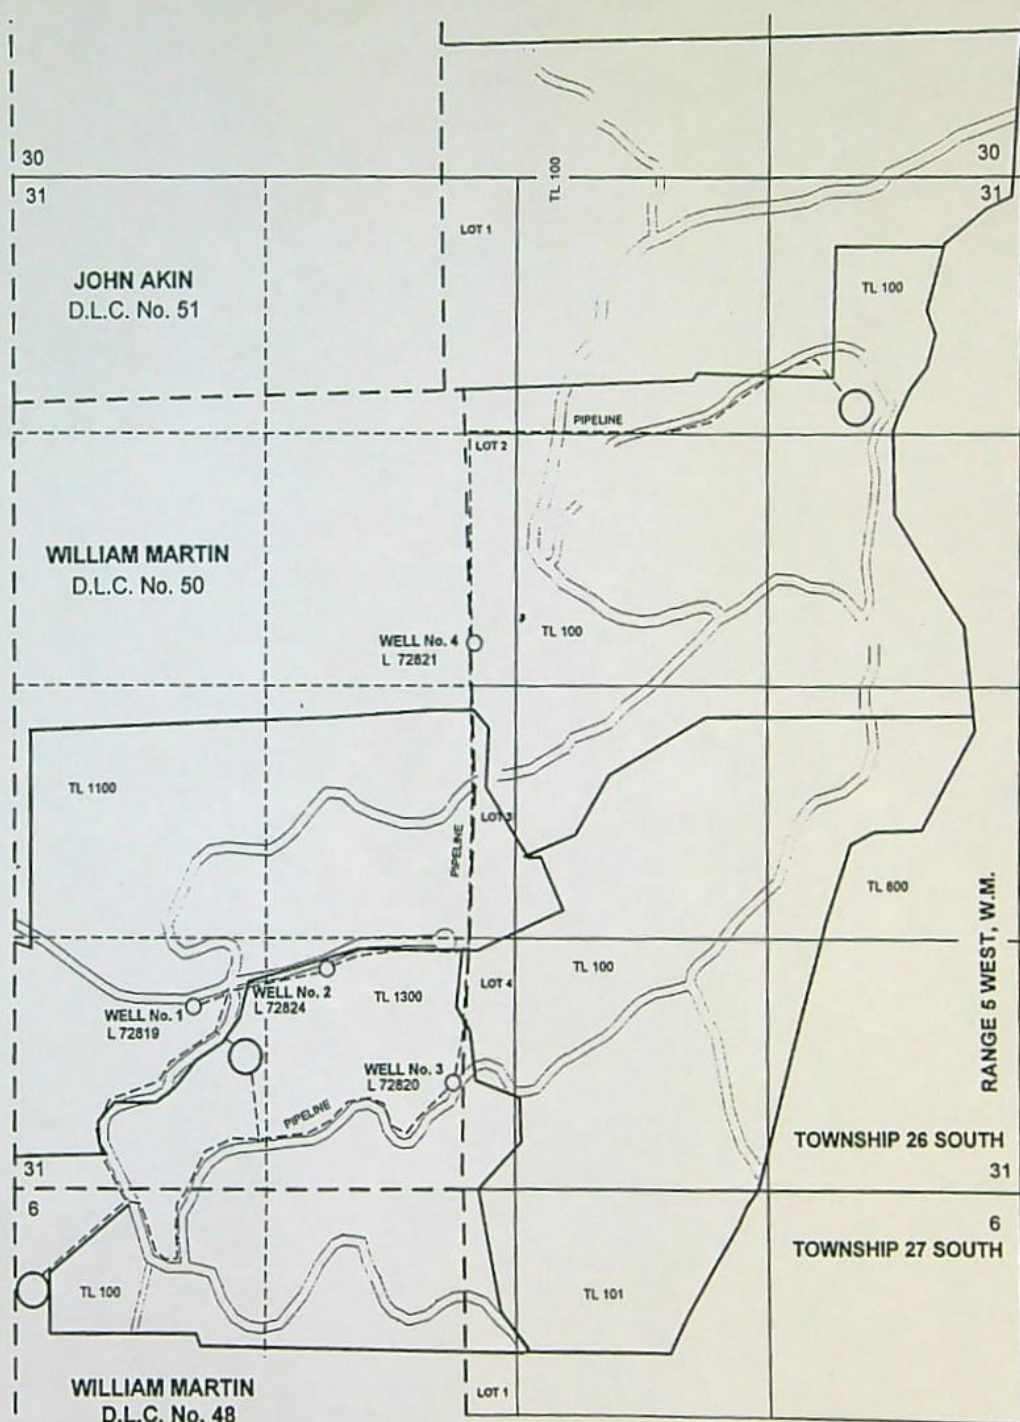 30
30
31
31
TL 100
LOT 1
JOHN AKIN
D.L.C. No. 51
TL 100
PIPELINE
LOT 2
WILLIAM MARTIN
D.L.C. No. 50
WELL No. 4
L 72821
TL 100
TL 1100
LOT 3
PIPELINE
TL 800
RANGE 5 WEST, W.M.
TL 100
LOT 4
WELL No. 2
L 72824
TL 1300
WELL No. 1
L 72819
WELL No. 3
L 72820
PIPELINE
TOWNSHIP 26 SOUTH
31
31
6
6
TOWNSHIP 27 SOUTH
TL 100
TL 101
WILLIAM MARTIN
D.L.C. No. 48
LOT 1